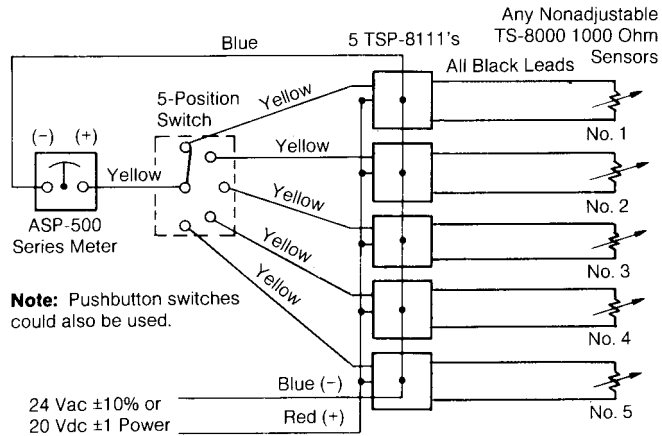 Any Nonadjustable
TS-8000 1000 Ohm
Sensors
Blue
5 TSP-8111's
All Black Leads
5-Position
Switch
Yellow
(−) (+)
Yellow
Yellow
Yellow
Yellow
Yellow
ASP-500
Series Meter
No. 1
No. 2
No. 3
No. 4
No. 5
Note: Pushbutton switches
could also be used.
Blue (−)
Red (+)
24 Vac ±10% or
20 Vdc ±1 Power